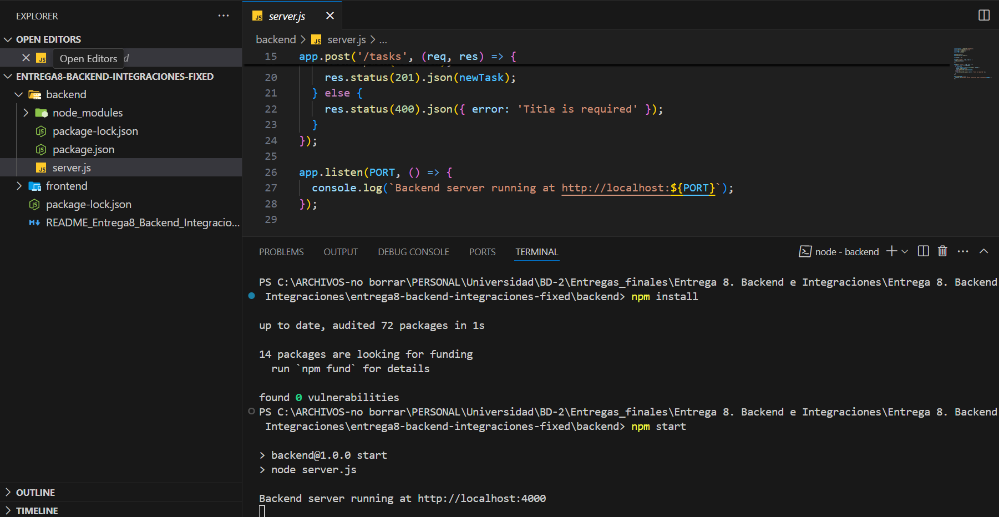 EXPLORER
OPEN EDITORS
Open Editors
ENTREGA8-BACKEND-INTEGRACIONES-FIXED
backend
node_modules
package-lock.json
package.json
server.js
frontend
package-lock.json
README_Entrega8_Backend_Integracio...
OUTLINE
TIMELINE
server.js
backend > server.js > ...
15 app.post('/tasks', (req, res) => {
20 res.status(201).json(newTask);
21 } else {
22 res.status(400).json({ error: 'Title is required' });
23 }
24 });
25
26 app.listen(PORT, () => {
27 console.log(`Backend server running at http://localhost:${PORT}`);
28 });
29
PROBLEMS OUTPUT DEBUG CONSOLE PORTS TERMINAL
node - backend
PS C:\ARCHIVOS-no borrar\PERSONAL\Universidad\BD-2\Entregas_finales\Entrega 8. Backend e Integraciones\Entrega 8. Backend
Integraciones\entrega8-backend-integraciones-fixed\backend> npm install
up to date, audited 72 packages in 1s
14 packages are looking for funding
run `npm fund` for details
found 0 vulnerabilities
PS C:\ARCHIVOS-no borrar\PERSONAL\Universidad\BD-2\Entregas_finales\Entrega 8. Backend e Integraciones\Entrega 8. Backend
Integraciones\entrega8-backend-integraciones-fixed\backend> npm start
> backend@1.0.0 start
> node server.js
Backend server running at http://localhost:4000